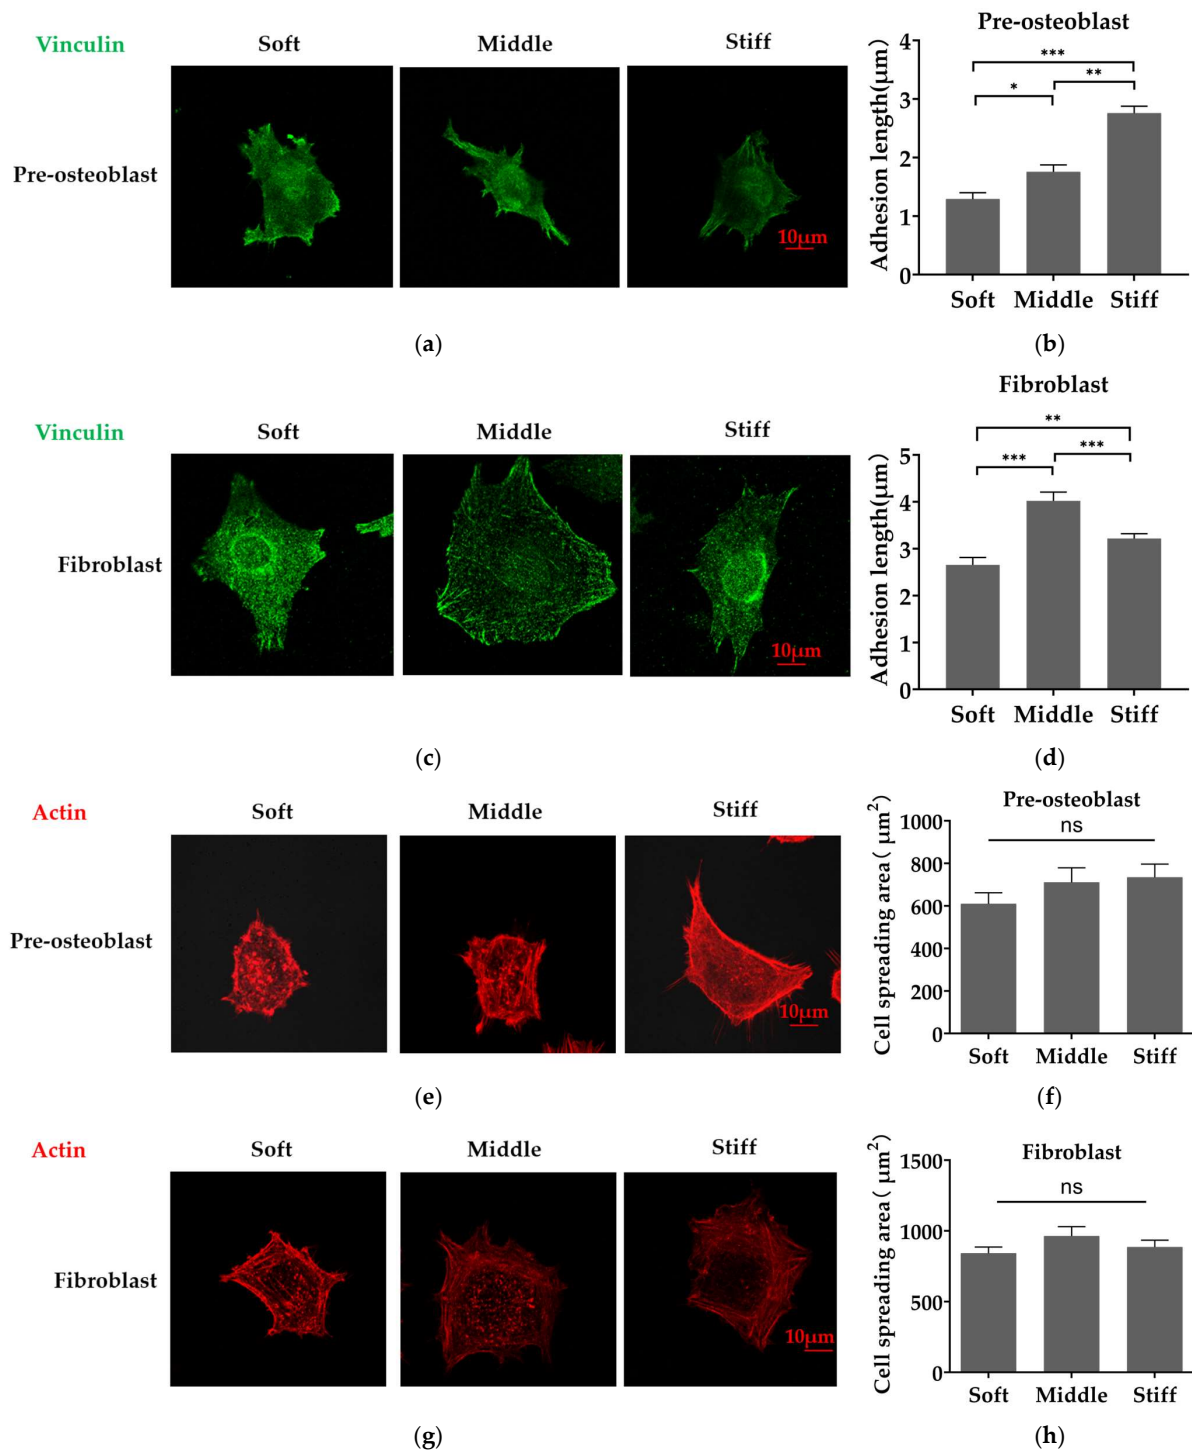 Vinculin
Soft
Middle
Stiff
Pre-osteoblast
10μm
(a)
Pre-osteoblast
Adhesion length(μm)
4
3
2
1
0
***
**
*
Soft Middle Stiff
(b)
Vinculin
Soft
Middle
Stiff
Fibroblast
10μm
(c)
Fibroblast
Adhesion length(μm)
5
4
3
2
1
0
**
***
***
Soft Middle Stiff
(d)
Actin
Soft
Middle
Stiff
Pre-osteoblast
10μm
(e)
Pre-osteoblast
Cell spreading area( μm²)
1000
800
600
400
200
0
ns
Soft Middle Stiff
(f)
Actin
Soft
Middle
Stiff
Fibroblast
10μm
(g)
Fibroblast
Cell spreading area( μm²)
1500
1000
500
0
ns
Soft Middle Stiff
(h)